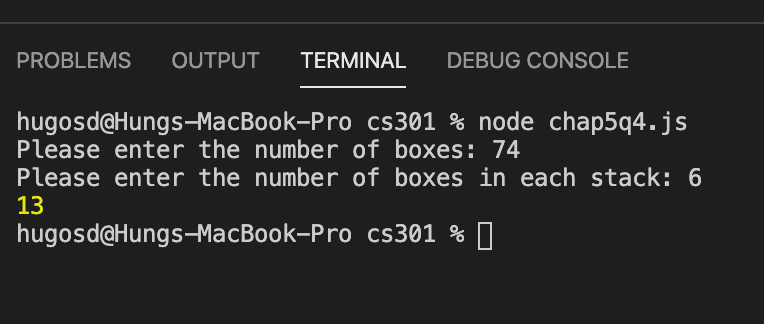 PROBLEMS OUTPUT TERMINAL DEBUG CONSOLE
hugosd@Hungs-MacBook-Pro cs301 % node chap5q4.js
Please enter the number of boxes: 74
Please enter the number of boxes in each stack: 6
13
hugosd@Hungs-MacBook-Pro cs301 %